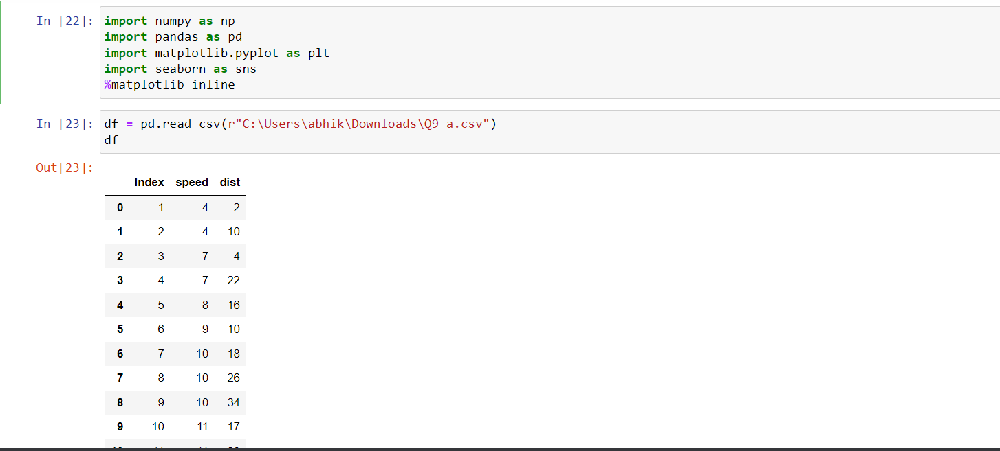 In [22]: import numpy as np
import pandas as pd
import matplotlib.pyplot as plt
import seaborn as sns
%matplotlib inline
In [23]: df = pd.read_csv(r"C:\Users\abhik\Downloads\Q9_a.csv")
df
Out[23]:
Index speed dist
0 1 4 2
1 2 4 10
2 3 7 4
3 4 7 22
4 5 8 16
5 6 9 10
6 7 10 18
7 8 10 26
8 9 10 34
9 10 11 17